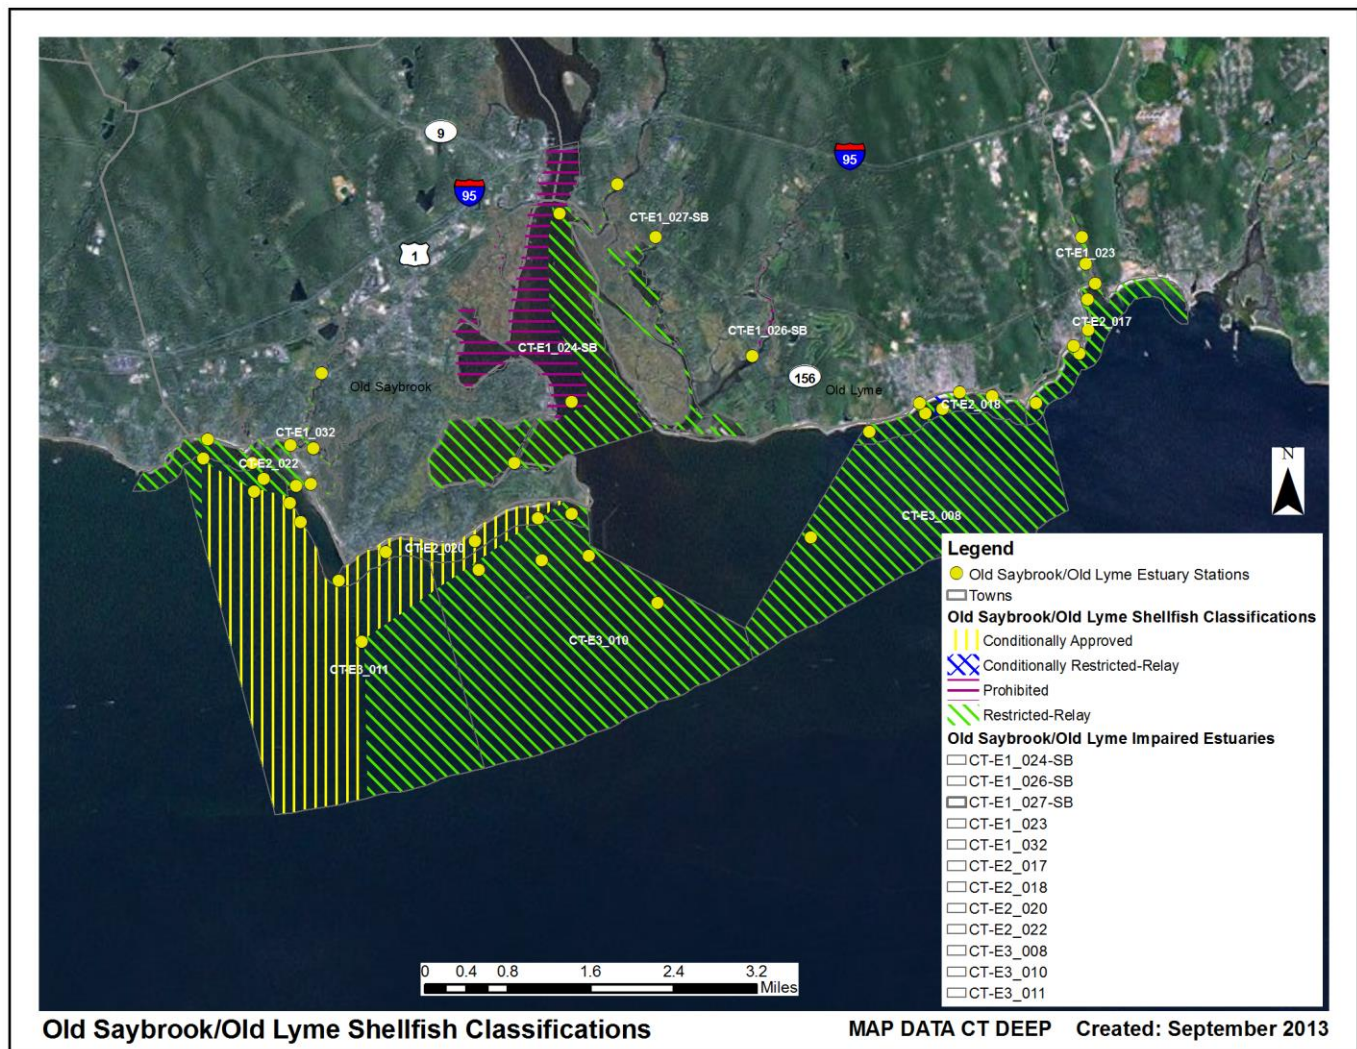 9
95
95
CT-E1_027-SB
1
CT-E1_023
CT-E2_017
CT-E1_026-SB
CT-E1_024-SB
156
Old Saybrook
Old Lyme
CT-E2_018
CT-E1_032
CT-E2_022
N
CT-E3_008
CT-E2_020
CT-E3_010
CT-E3_011
Legend
Old Saybrook/Old Lyme Estuary Stations
Towns
Old Saybrook/Old Lyme Shellfish Classifications
Conditionally Approved
Conditionally Restricted-Relay
Prohibited
Restricted-Relay
Old Saybrook/Old Lyme Impaired Estuaries
CT-E1_024-SB
CT-E1_026-SB
CT-E1_027-SB
CT-E1_023
CT-E1_032
CT-E2_017
CT-E2_018
CT-E2_020
CT-E2_022
CT-E3_008
CT-E3_010
CT-E3_011
0 0.4 0.8 1.6 2.4 3.2
Miles
Old Saybrook/Old Lyme Shellfish Classifications MAP DATA CT DEEP Created: September 2013